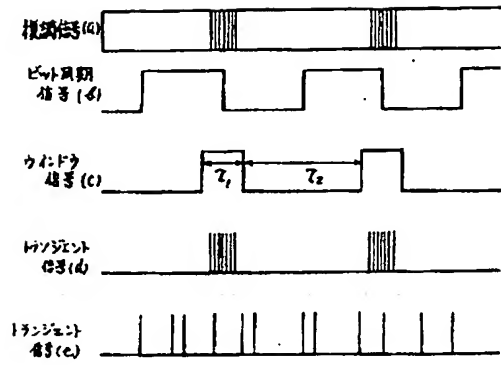 検調信号(a)
ビット同期
信号(b)
ウインドウ
信号(c)
τ1
τ2
トランジェント
信号(d)
トランジェント
信号(e)